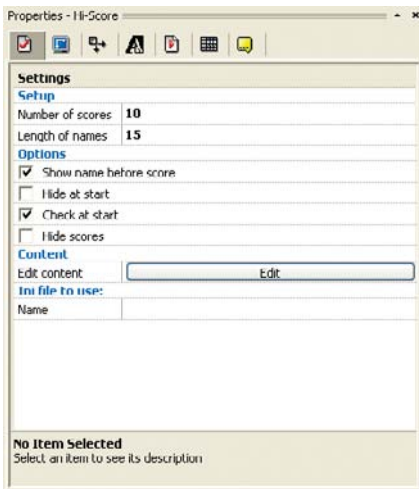 Properties - Hi-Score
Settings
Setup
Number of scores 10
Length of names 15
Options
Show name before score
Hide at start
Check at start
Hide scores
Content
Edit content Edit
Ini file to use:
Name
No Item Selected
Select an item to see its description